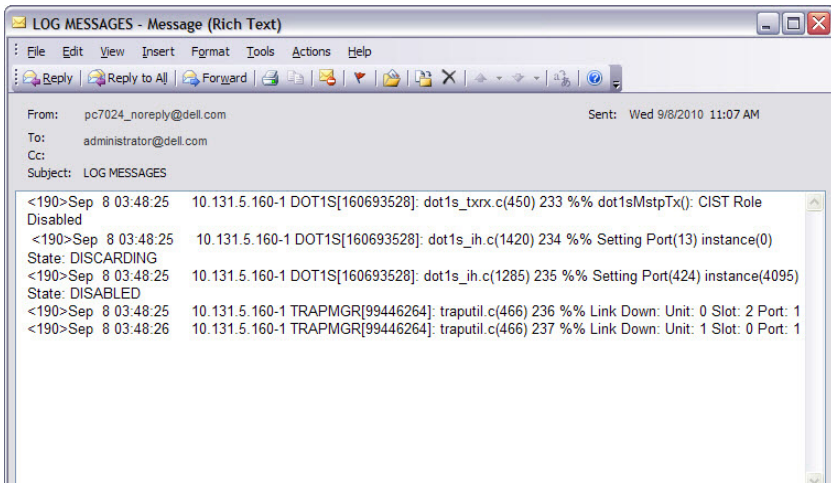 LOG MESSAGES - Message (Rich Text)
File Edit View Insert Format Tools Actions Help
Reply Reply to All Forward
From: pc7024_noreply@dell.com Sent: Wed 9/8/2010 11:07 AM
To: administrator@dell.com
Cc:
Subject: LOG MESSAGES
<190>Sep 8 03:48:25 10.131.5.160-1 DOT1S[160693528]: dot1s_txrx.c(450) 233 %% dot1sMstpTx(): CIST Role
Disabled
<190>Sep 8 03:48:25 10.131.5.160-1 DOT1S[160693528]: dot1s_ih.c(1420) 234 %% Setting Port(13) instance(0)
State: DISCARDING
<190>Sep 8 03:48:25 10.131.5.160-1 DOT1S[160693528]: dot1s_ih.c(1285) 235 %% Setting Port(424) instance(4095)
State: DISABLED
<190>Sep 8 03:48:25 10.131.5.160-1 TRAPMGR[99446264]: traputil.c(466) 236 %% Link Down: Unit: 0 Slot: 2 Port: 1
<190>Sep 8 03:48:26 10.131.5.160-1 TRAPMGR[99446264]: traputil.c(466) 237 %% Link Down: Unit: 1 Slot: 0 Port: 1